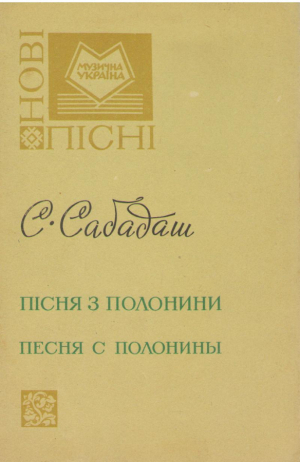 НОВІ
МУЗИЧНА
УКРАЇНА
ПІСНІ
С. Сабадаш
ПІСНЯ З ПОЛОНИНИ
ПЕСНЯ С ПОЛОНИНЫ